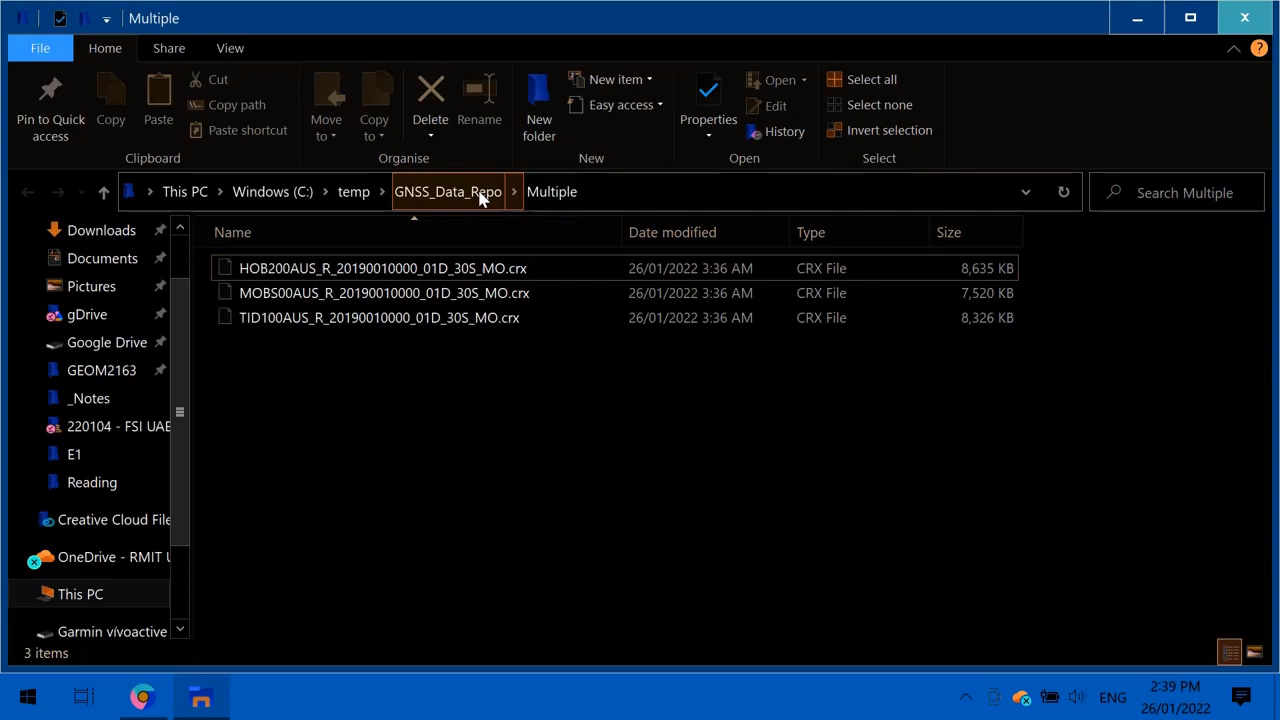 Multiple
File Home Share View
Pin to Quick access
Copy
Paste
Cut
Copy path
Paste shortcut
Clipboard
Move to
Copy to
Delete
Rename
Organise
New folder
New item
Easy access
New
Properties
Open
Edit
History
Open
Select all
Select none
Invert selection
Select
This PC Windows (C:) temp GNSS_Data_Repo Multiple
Search Multiple
Name Date modified Type Size
HOB200AUS_R_20190010000_01D_30S_MO.crx 26/01/2022 3:36 AM CRX File 8,635 KB
MOBS00AUS_R_20190010000_01D_30S_MO.crx 26/01/2022 3:36 AM CRX File 7,520 KB
TID100AUS_R_20190010000_01D_30S_MO.crx 26/01/2022 3:36 AM CRX File 8,326 KB
Downloads
Documents
Pictures
gDrive
Google Drive
GEOM2163
_Notes
220104 - FSI UAE
E1
Reading
Creative Cloud File
OneDrive - RMIT U
This PC
Garmin vívoactive
3 items
ENG
2:39 PM
26/01/2022